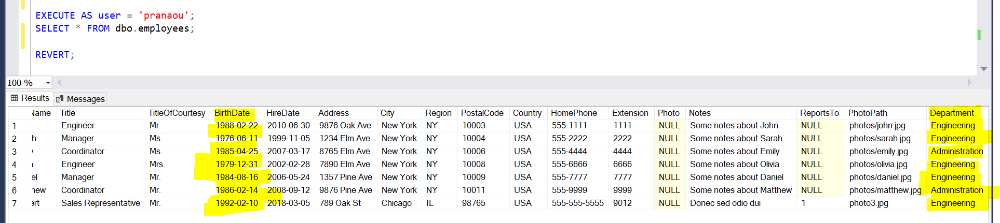 EXECUTE AS user = 'pranaou';
SELECT * FROM dbo.employees;
REVERT;
100 %
Results Messages
Name Title TitleOfCourtesy BirthDate HireDate Address City Region PostalCode Country HomePhone Extension Photo Notes ReportsTo PhotoPath Department
1 Engineer Mr. 1988-02-22 2010-06-30 9876 Oak Ave New York NY 10003 USA 555-1111 1111 NULL Some notes about John NULL photos/john.jpg Engineering
2 h Manager Ms. 1976-06-11 1999-11-05 1234 Elm Ave New York NY 10004 USA 555-2222 2222 NULL Some notes about Sarah NULL photos/sarah.jpg Engineering
3 Coordinator Ms. 1985-04-25 2007-03-17 8765 Elm Ave New York NY 10006 USA 555-4444 4444 NULL Some notes about Emily NULL photos/emily.jpg Administration
4 Engineer Mrs. 1979-12-31 2002-02-28 7890 Elm Ave New York NY 10008 USA 555-6666 6666 NULL Some notes about Olivia NULL photos/olivia.jpg Engineering
5 el Manager Mr. 1984-08-16 2006-05-24 1357 Pine Ave New York NY 10009 USA 555-7777 7777 NULL Some notes about Daniel NULL photos/daniel.jpg Engineering
6 new Coordinator Mr. 1986-02-14 2008-09-12 9876 Pine Ave New York NY 10011 USA 555-9999 9999 NULL Some notes about Matthew NULL photos/matthew.jpg Administration
7 ert Sales Representative Mr. 1992-02-10 2018-03-05 789 Oak St Chicago IL 98765 USA 555-555-5555 9012 NULL Donec sed odio dui 1 photo3.jpg Engineering